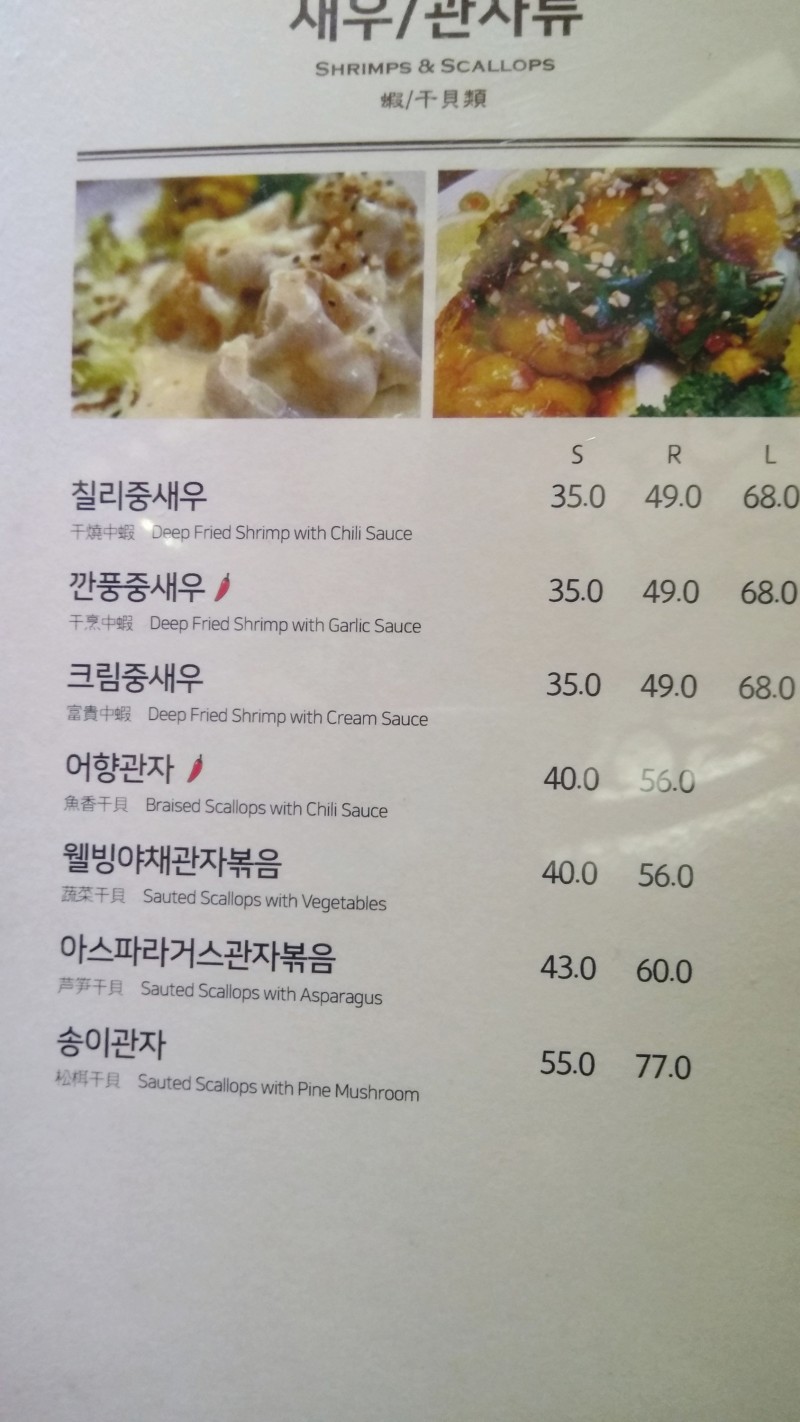 새우/관자류
SHRIMPS & SCALLOPS
蝦/干貝類
S R L
칠리중새우 35.0 49.0 68.0
干燒中蝦 Deep Fried Shrimp with Chili Sauce
깐풍중새우 35.0 49.0 68.0
干烹中蝦 Deep Fried Shrimp with Garlic Sauce
크림중새우 35.0 49.0 68.0
富貴中蝦 Deep Fried Shrimp with Cream Sauce
어향관자 40.0 56.0
魚香干貝 Braised Scallops with Chili Sauce
웰빙야채관자볶음 40.0 56.0
蔬菜干貝 Sauted Scallops with Vegetables
아스파라거스관자볶음 43.0 60.0
芦笋干貝 Sauted Scallops with Asparagus
송이관자 55.0 77.0
松栮干貝 Sauted Scallops with Pine Mushroom